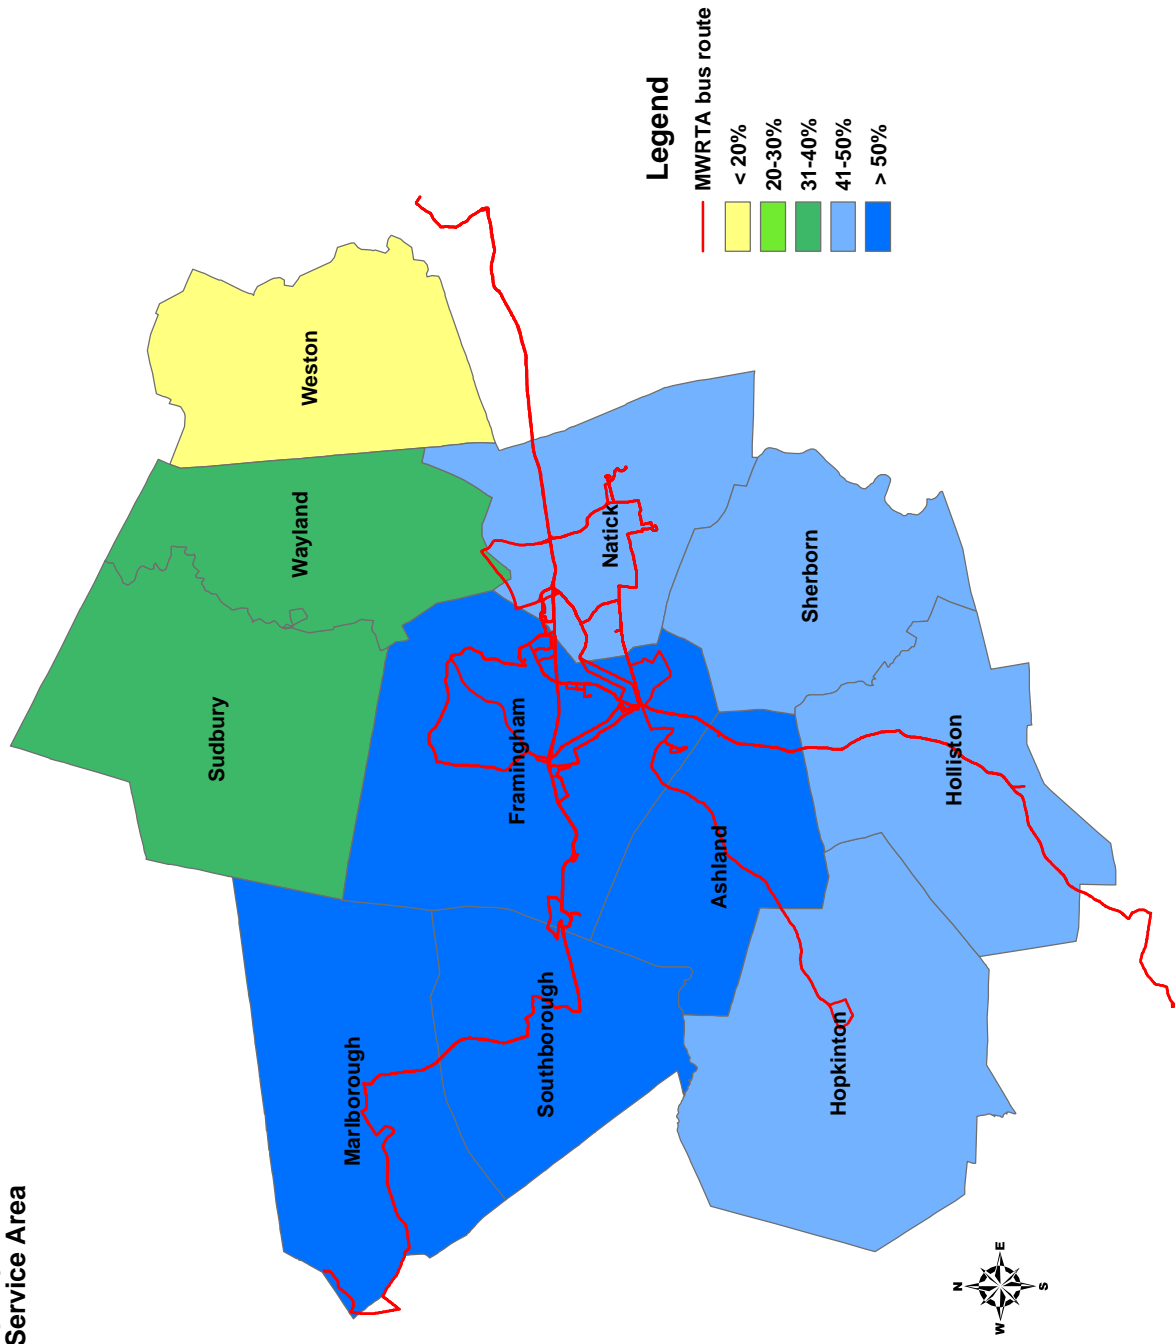 Service Area
Weston
Wayland
Sudbury
Natick
Framingham
Sherborn
Marlborough
Southborough
Ashland
Holliston
Hopkinton
Legend
MWRTA bus route
< 20%
20-30%
31-40%
41-50%
> 50%
N
W E
S